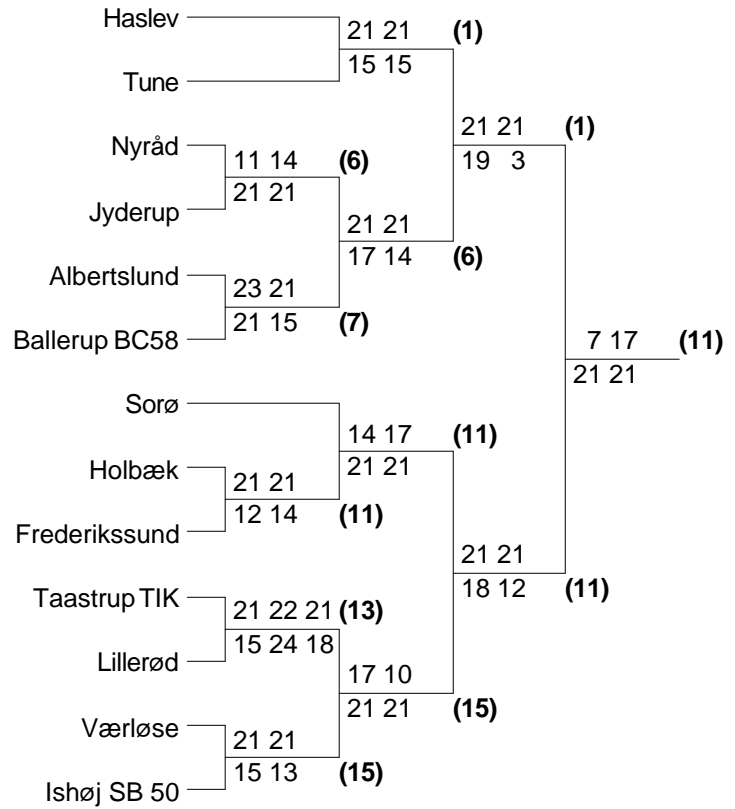 Haslev
21 21 (1)
15 15
Tune
21 21 (1)
19 3
Nyråd
11 14 (6)
21 21
Jyderup
21 21
17 14 (6)
Albertslund
23 21
21 15 (7)
Ballerup BC58
7 17 (11)
21 21
Sorø
14 17 (11)
21 21
Holbæk
21 21
12 14 (11)
Frederikssund
21 21
18 12 (11)
Taastrup TIK
21 22 21 (13)
15 24 18
Lillerød
17 10
21 21 (15)
Værløse
21 21
15 13 (15)
Ishøj SB 50